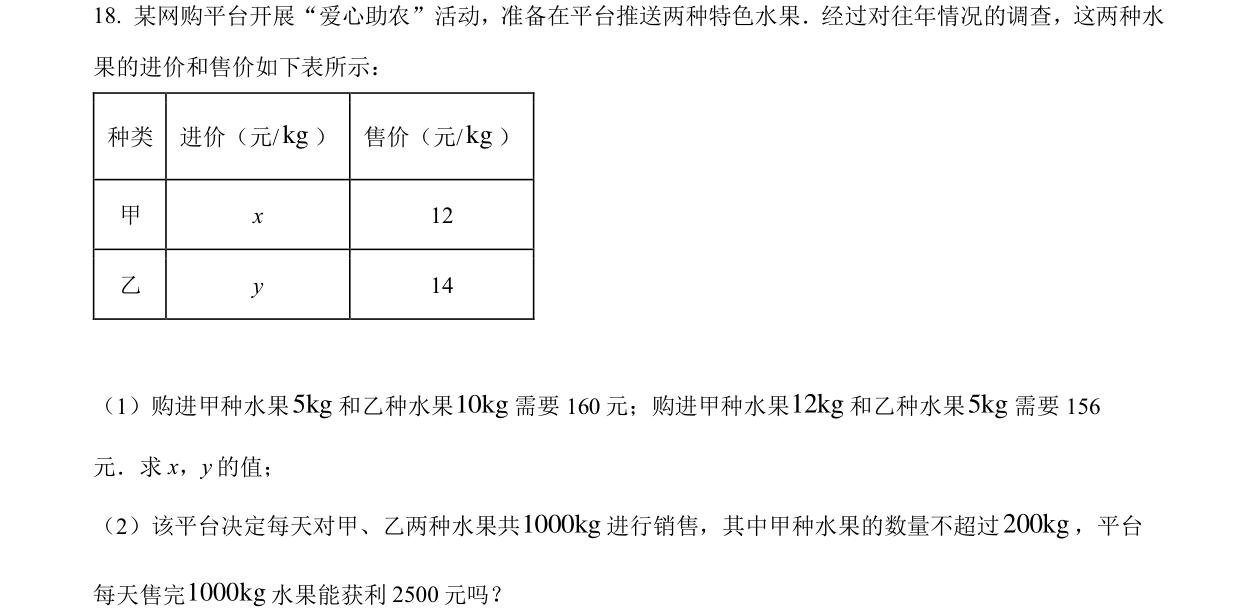 18. 某网购平台开展“爱心助农”活动，准备在平台推送两种特色水果．经过对往年情况的调查，这两种水
果的进价和售价如下表所示：
种类 进价（元/kg） 售价（元/kg）
甲 x 12
乙 y 14
（1）购进甲种水果5kg和乙种水果10kg需要 160 元；购进甲种水果12kg和乙种水果5kg需要 156
元．求 x，y 的值；
（2）该平台决定每天对甲、乙两种水果共1000kg进行销售，其中甲种水果的数量不超过200kg，平台
每天售完1000kg水果能获利 2500 元吗？